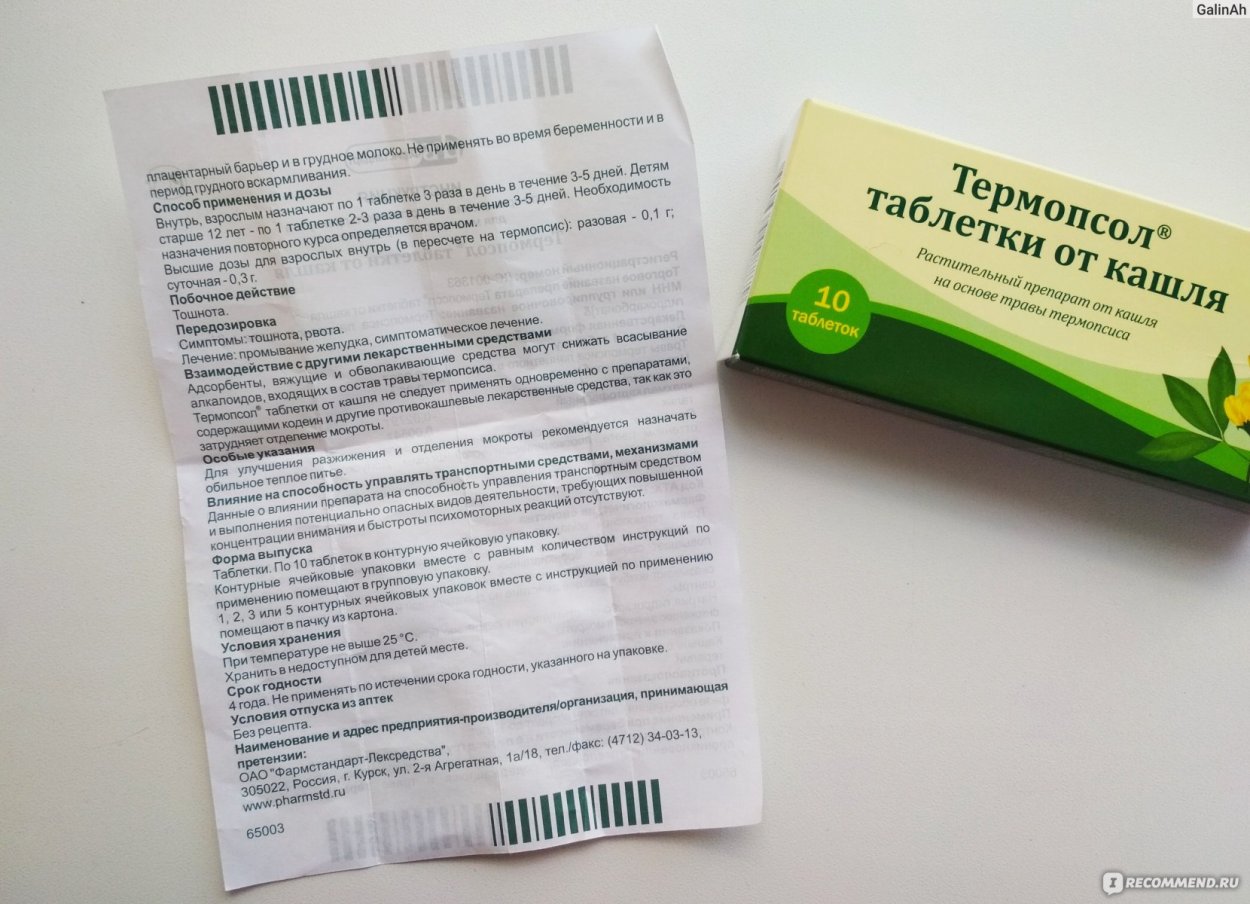 GalinAh
плацентарный барьер и в грудное молоко. Не применять во время беременности и в
период грудного вскармливания.
Способ применения и дозы
Внутрь, взрослым назначают по 1 таблетке 3 раза в день в течение 3-5 дней. Детям
старше 12 лет - по 1 таблетке 2-3 раза в день в течение 3-5 дней. Необходимость
назначения повторного курса определяется врачом.
Высшие дозы для взрослых внутрь (в пересчете на термопсис): разовая - 0,1 г;
суточная - 0,3 г.
Побочное действие
Тошнота.
Передозировка
Симптомы: тошнота, рвота.
Лечение: промывание желудка, симптоматическое лечение.
Взаимодействие с другими лекарственными средствами
Адсорбенты, вяжущие и обволакивающие средства могут снижать всасывание
алкалоидов, входящих в состав травы термопсиса.
Термопсол® таблетки от кашля не следует применять одновременно с препаратами,
содержащими кодеин и другие противокашлевые лекарственные средства, так как это
затрудняет отделение мокроты.
Особые указания
Для улучшения разжижения и отделения мокроты рекомендуется назначать
обильное теплое питье.
Влияние на способность управлять транспортными средствами, механизмами
Данные о влиянии препарата на способность управления транспортным средством
и выполнения потенциально опасных видов деятельности, требующих повышенной
концентрации внимания и быстроты психомоторных реакций отсутствуют.
Форма выпуска
Таблетки. По 10 таблеток в контурную ячейковую упаковку.
Контурные ячейковые упаковки вместе с равным количеством инструкций по
применению помещают в групповую упаковку.
1, 2, 3 или 5 контурных ячейковых упаковок вместе с инструкцией по применению
помещают в пачку из картона.
Условия хранения
При температуре не выше 25 °С.
Хранить в недоступном для детей месте.
Срок годности
4 года. Не применять по истечении срока годности, указанного на упаковке.
Условия отпуска из аптек
Без рецепта.
Наименование и адрес предприятия-производителя/организация, принимающая
претензии:
ОАО "Фармстандарт-Лексредства",
305022, Россия, г. Курск, ул. 2-я Агрегатная, 1а/18, тел./факс: (4712) 34-03-13,
www.pharmstd.ru
65003
Термопсол®
таблетки от кашля
Растительный препарат от кашля
на основе травы термопсиса
10
таблеток
IRECOMMEND.RU